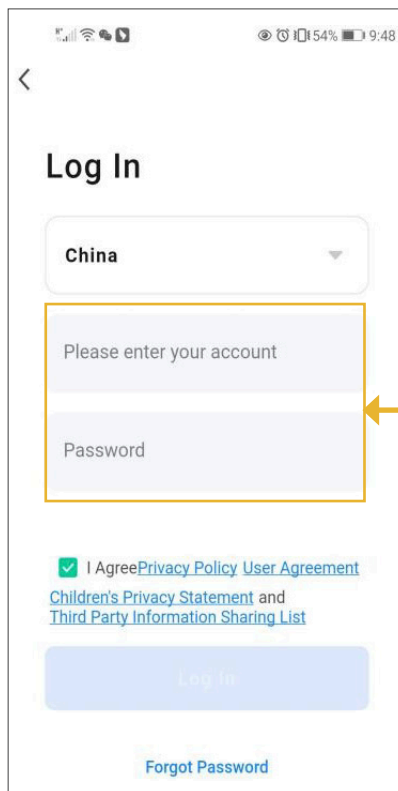 54% 9:48
Log In
China
Please enter your account
Password
I AgreePrivacy Policy User Agreement
Children's Privacy Statement and
Third Party Information Sharing List
Log In
Forgot Password